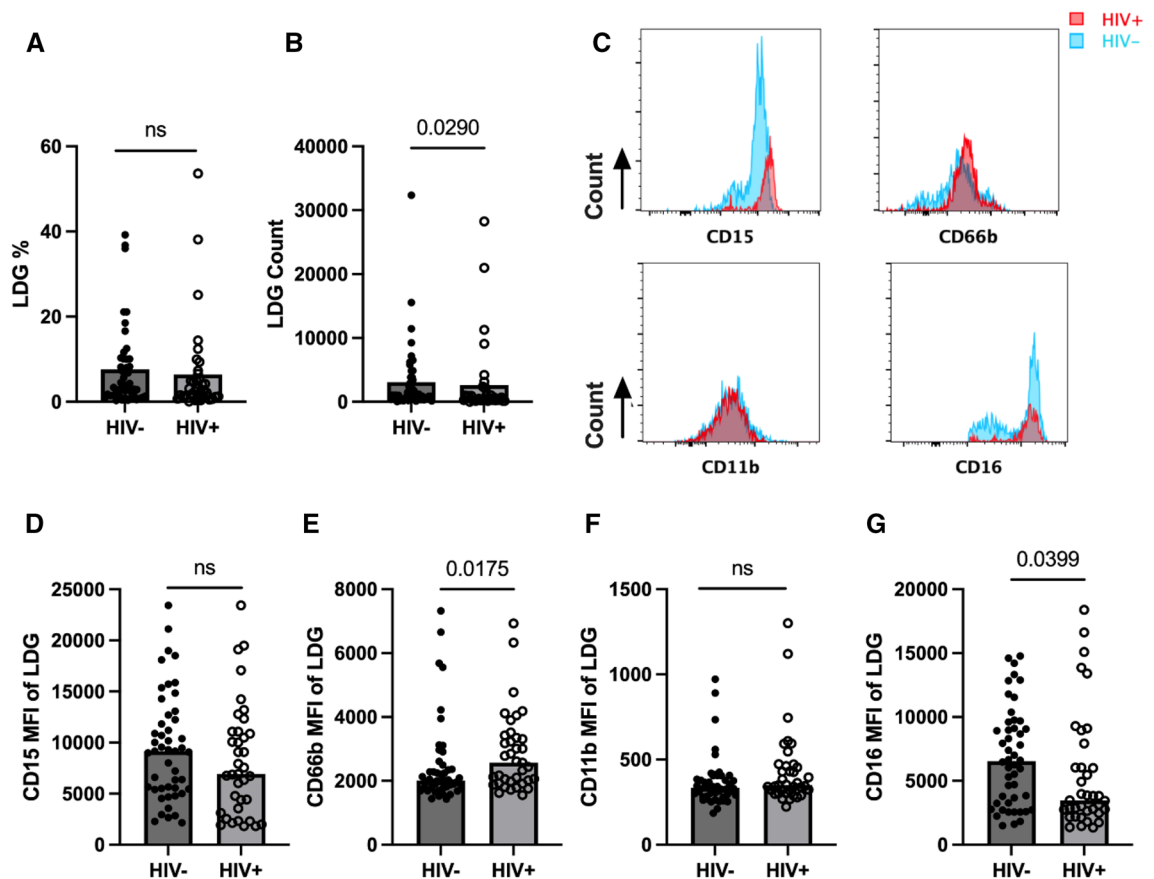 A
B
C
HIV+
HIV–
ns
0.0290
60
40
20
0
LDG %
HIV-
HIV+
40000
30000
20000
10000
0
LDG Count
HIV-
HIV+
Count
CD15
CD66b
Count
CD11b
CD16
D
E
F
G
ns
0.0175
ns
0.0399
25000
20000
15000
10000
5000
0
CD15 MFI of LDG
HIV-
HIV+
8000
6000
4000
2000
0
CD66b MFI of LDG
HIV-
HIV+
1500
1000
500
0
CD11b MFI of LDG
HIV-
HIV+
20000
15000
10000
5000
0
CD16 MFI of LDG
HIV-
HIV+